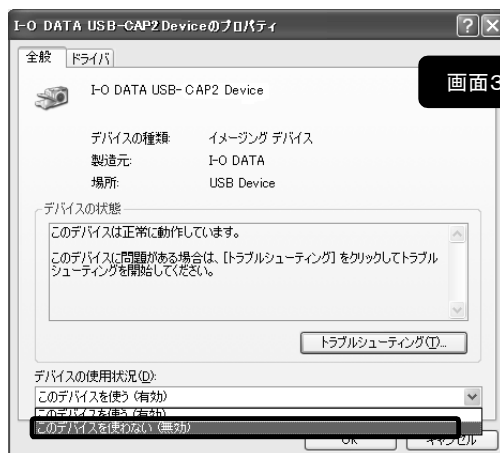 I-O DATA USB-CAP2 Deviceのプロパティ
全般 ドライバ
画面3
I-O DATA USB-CAP2 Device
デバイスの種類: イメージング デバイス
製造元: I-O DATA
場所: USB Device
デバイスの状態
このデバイスは正常に動作しています。
このデバイスに問題がある場合は、[トラブルシューティング] をクリックしてトラブル
シューティングを開始してください。
トラブルシューティング(T)...
デバイスの使用状況(D):
このデバイスを使う (有効)
このデバイスを使う (有効)
このデバイスを使わない (無効)
OK キャンセル